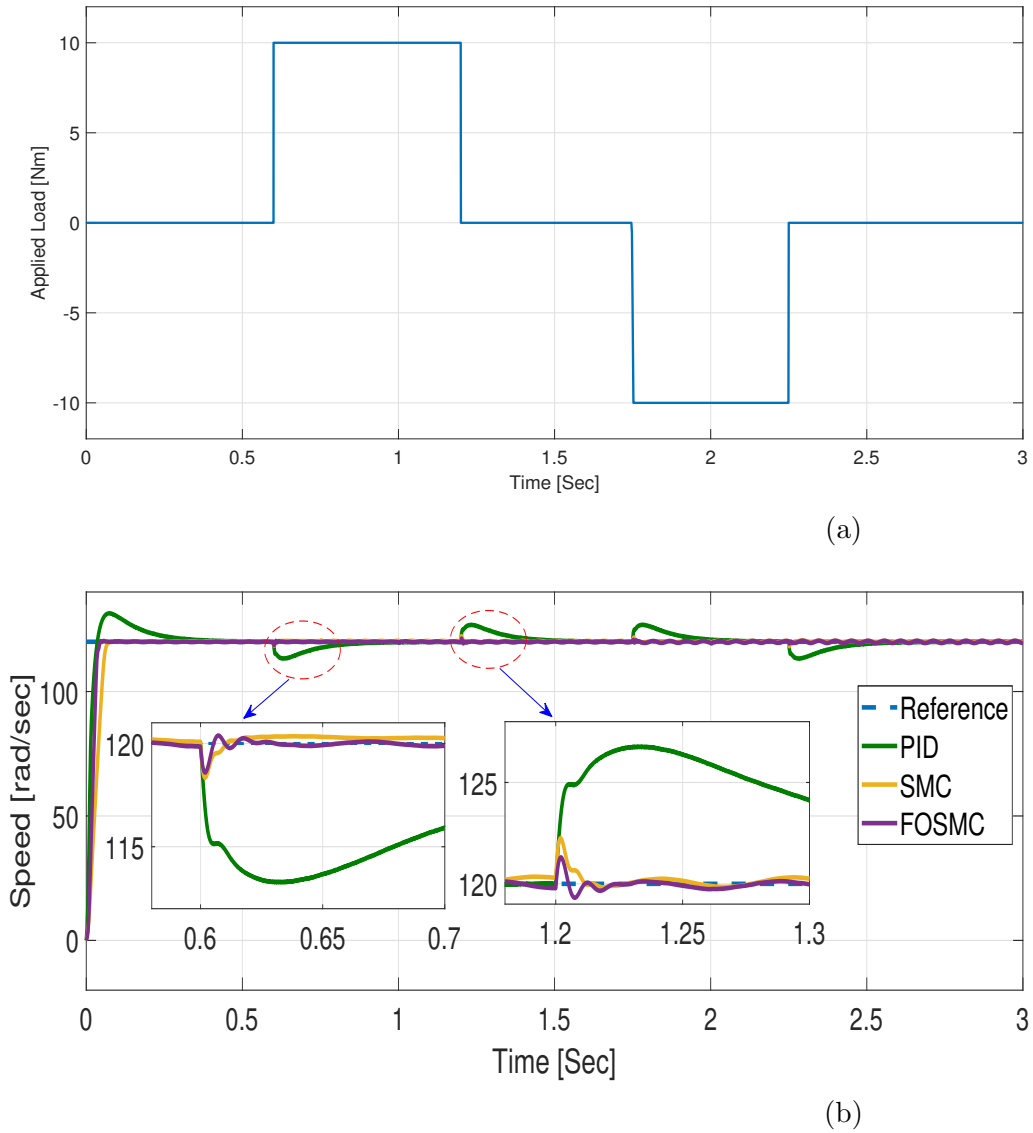 10
5
0
-5
-10
Applied Load [Nm]
0 0.5 1 1.5 2 2.5 3
Time [Sec]
(a)
100
50
0
Speed [rad/sec]
120
115
0.6 0.65 0.7
125
120
1.2 1.25 1.3
Reference
PID
SMC
FOSMC
0 0.5 1 1.5 2 2.5 3
Time [Sec]
(b)